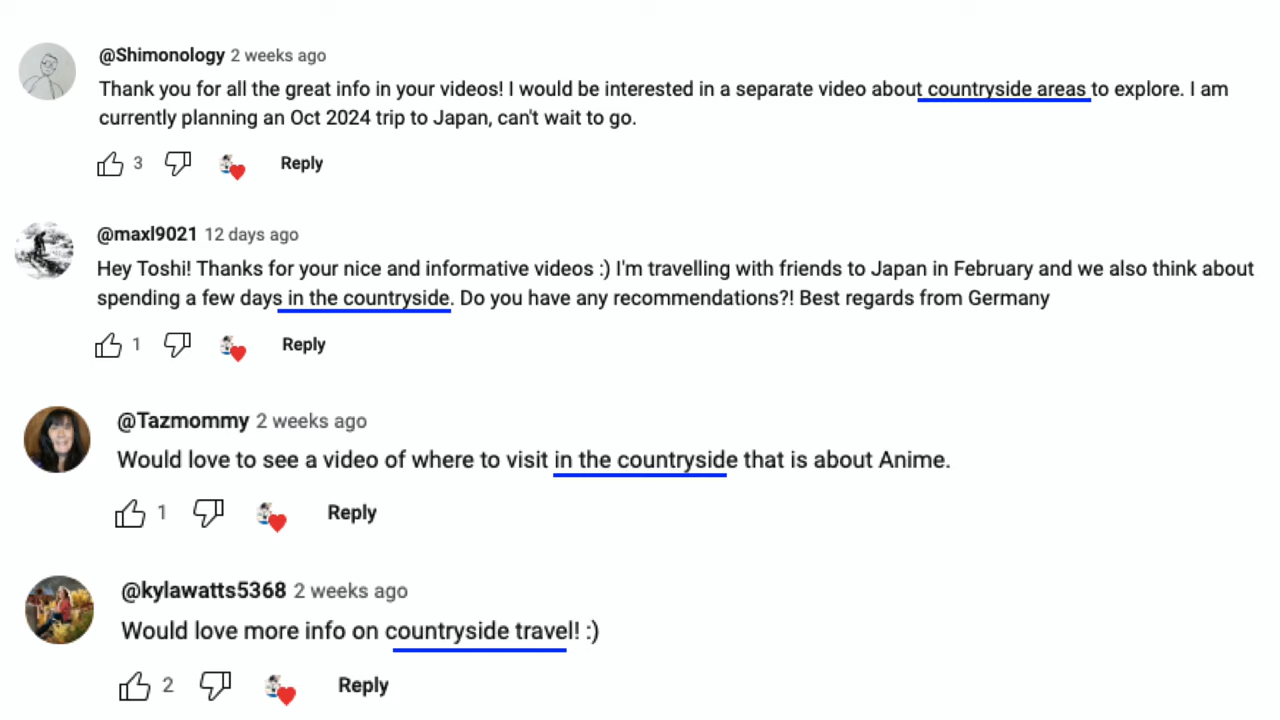 @Shimonology 2 weeks ago
Thank you for all the great info in your videos! I would be interested in a separate video about countryside areas to explore. I am
currently planning an Oct 2024 trip to Japan, can't wait to go.
3 Reply
@maxl9021 12 days ago
Hey Toshi! Thanks for your nice and informative videos :) I'm travelling with friends to Japan in February and we also think about
spending a few days in the countryside. Do you have any recommendations?! Best regards from Germany
1 Reply
@Tazmommy 2 weeks ago
Would love to see a video of where to visit in the countryside that is about Anime.
1 Reply
@kylawatts5368 2 weeks ago
Would love more info on countryside travel! :)
2 Reply